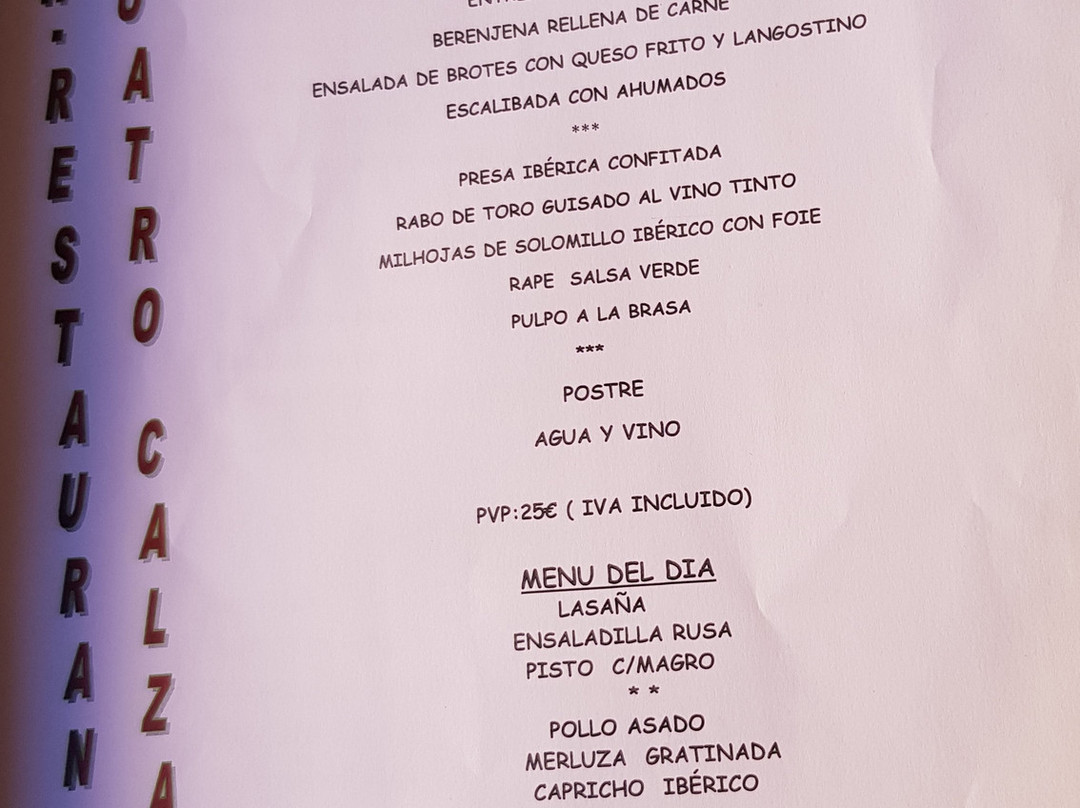 BERENJENA RELLENA DE CARNE
ENSALADA DE BROTES CON QUESO FRITO Y LANGOSTINO
ESCALIBADA CON AHUMADOS
***
PRESA IBÉRICA CONFITADA
RABO DE TORO GUISADO AL VINO TINTO
MILHOJAS DE SOLOMILLO IBÉRICO CON FOIE
RAPE SALSA VERDE
PULPO A LA BRASA
***
POSTRE
AGUA Y VINO
PVP:25€ ( IVA INCLUIDO)
MENU DEL DIA
LASAÑA
ENSALADILLA RUSA
PISTO C/MAGRO
* *
POLLO ASADO
MERLUZA GRATINADA
CAPRICHO IBÉRICO
RESTAURAN
UATRO CALZA